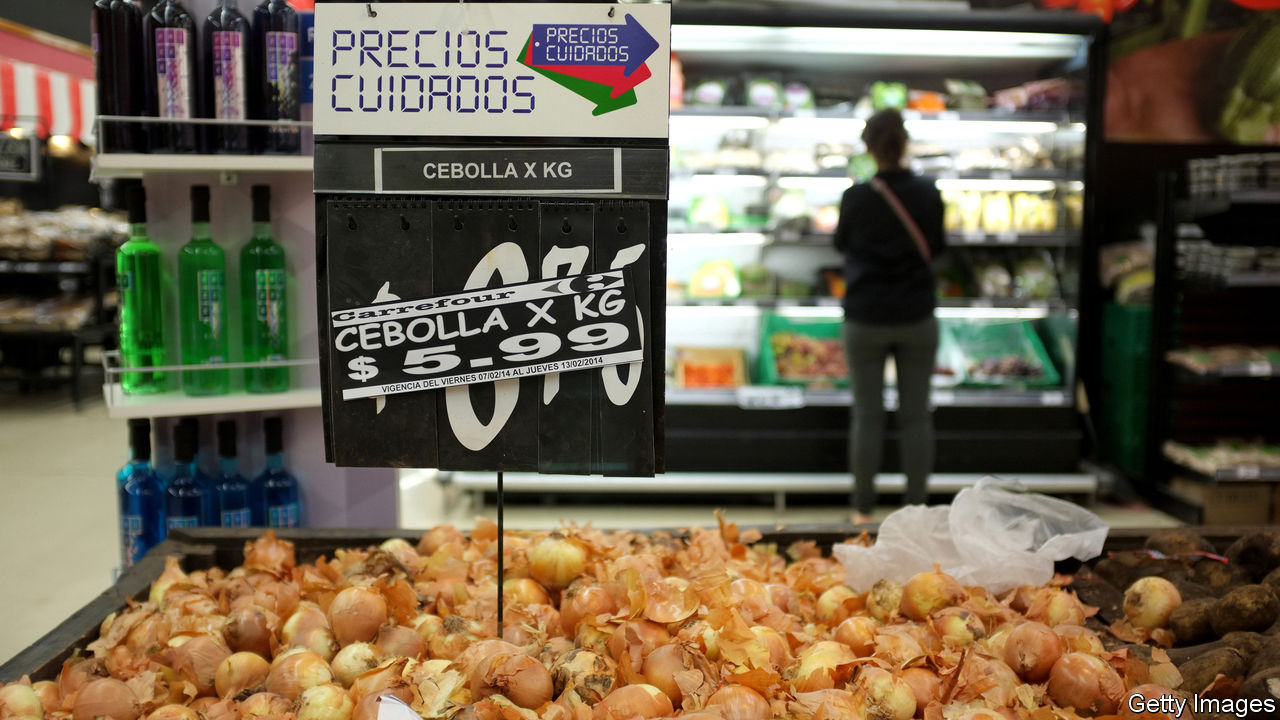 PRECIOS
CUIDADOS
PRECIOS
CUIDADOS
CEBOLLA X KG
Carrefour
CEBOLLA X KG
$ 5.99
VIGENCIA DEL VIERNES 07/02/14 AL JUEVES 13/02/2014
Getty Images